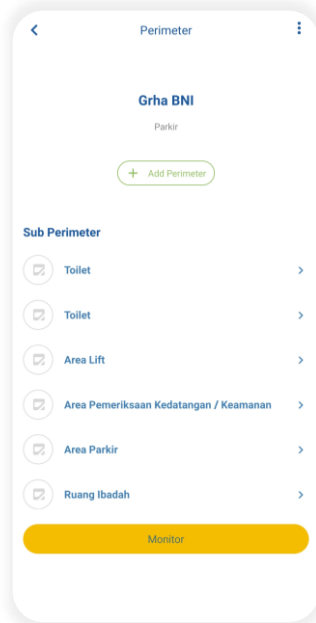 Perimeter
Grha BNI
Parkir
+ Add Perimeter
Sub Perimeter
Toilet
Toilet
Area Lift
Area Pemeriksaan Kedatangan / Keamanan
Area Parkir
Ruang Ibadah
Monitor